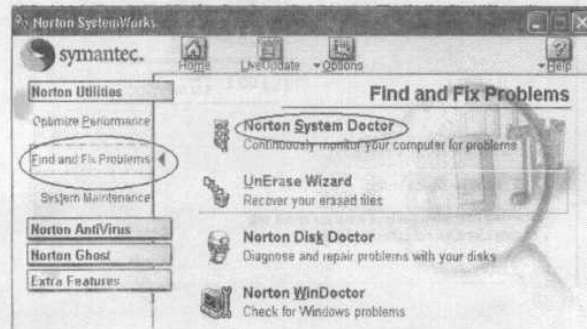 Norton SystemWorks
symantec.
Home
LiveUpdate
Options
Help
Norton Utilities
Optimize Performance
Find and Fix Problems
System Maintenance
Norton AntiVirus
Norton Ghost
Extra Features
Find and Fix Problems
Norton System Doctor
Continuously monitor your computer for problems
UnErase Wizard
Recover your erased files
Norton Disk Doctor
Diagnose and repair problems with your disks
Norton WinDoctor
Check for Windows problems